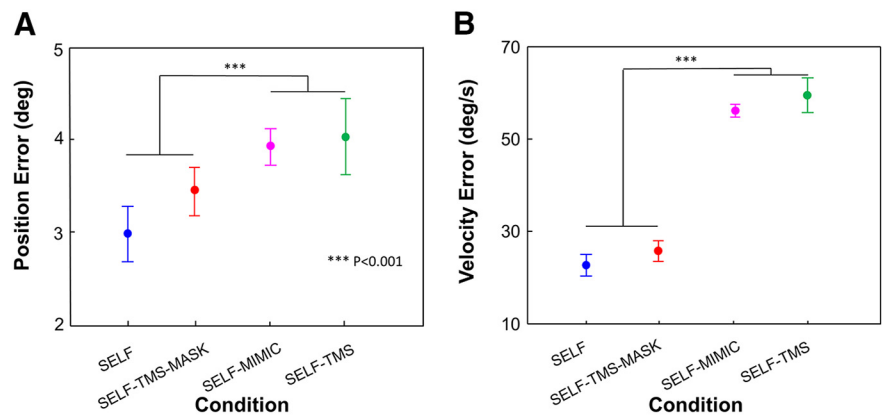 A
Position Error (deg)
5
4
3
2
***
*** P<0.001
SELF
SELF-TMS-MASK
SELF-MIMIC
SELF-TMS
Condition
B
Velocity Error (deg/s)
70
50
30
10
***
SELF
SELF-TMS-MASK
SELF-MIMIC
SELF-TMS
Condition